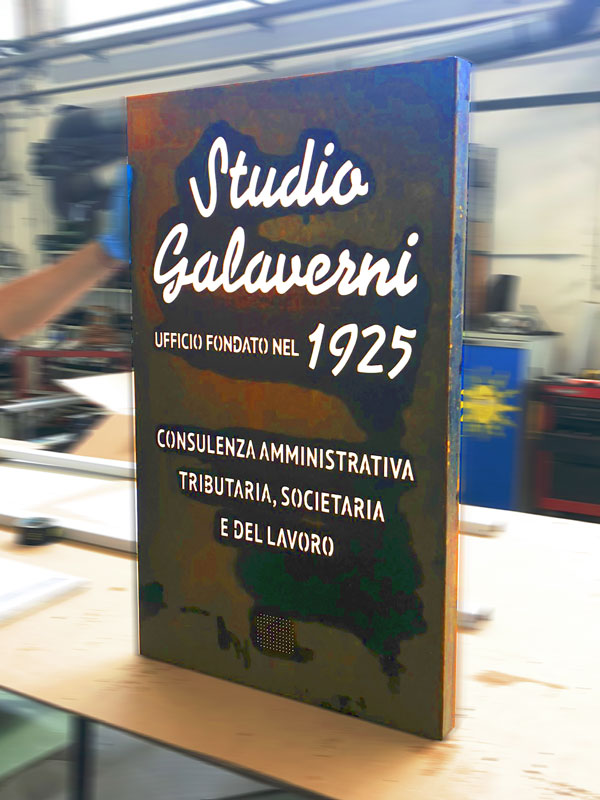 Studio
Galaverni
UFFICIO FONDATO NEL 1925
CONSULENZA AMMINISTRATIVA
TRIBUTARIA, SOCIETARIA
E DEL LAVORO